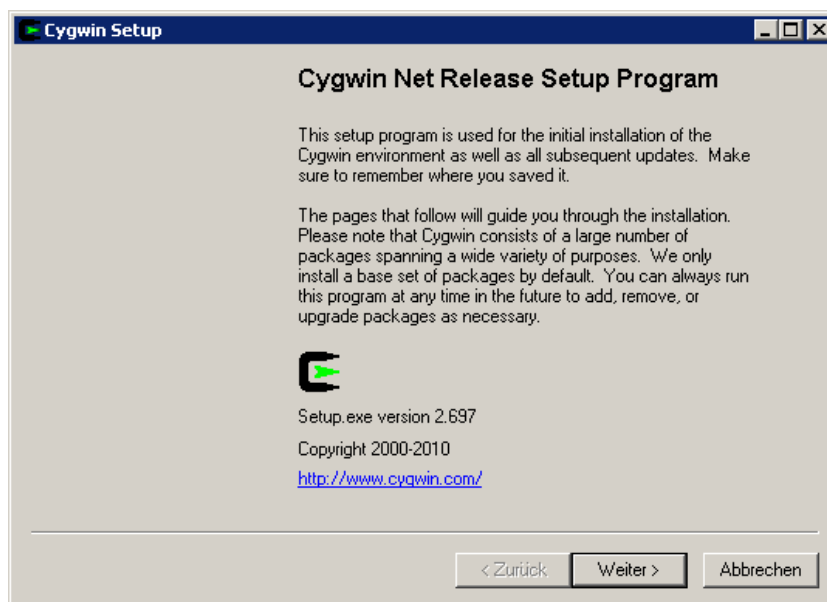 Cygwin Setup
Cygwin Net Release Setup Program
This setup program is used for the initial installation of the
Cygwin environment as well as all subsequent updates.  Make
sure to remember where you saved it.
The pages that follow will guide you through the installation.
Please note that Cygwin consists of a large number of
packages spanning a wide variety of purposes.  We only
install a base set of packages by default.  You can always run
this program at any time in the future to add, remove, or
upgrade packages as necessary.
Setup.exe version 2.697
Copyright 2000-2010
http://www.cygwin.com/
< Zurück
Weiter >
Abbrechen